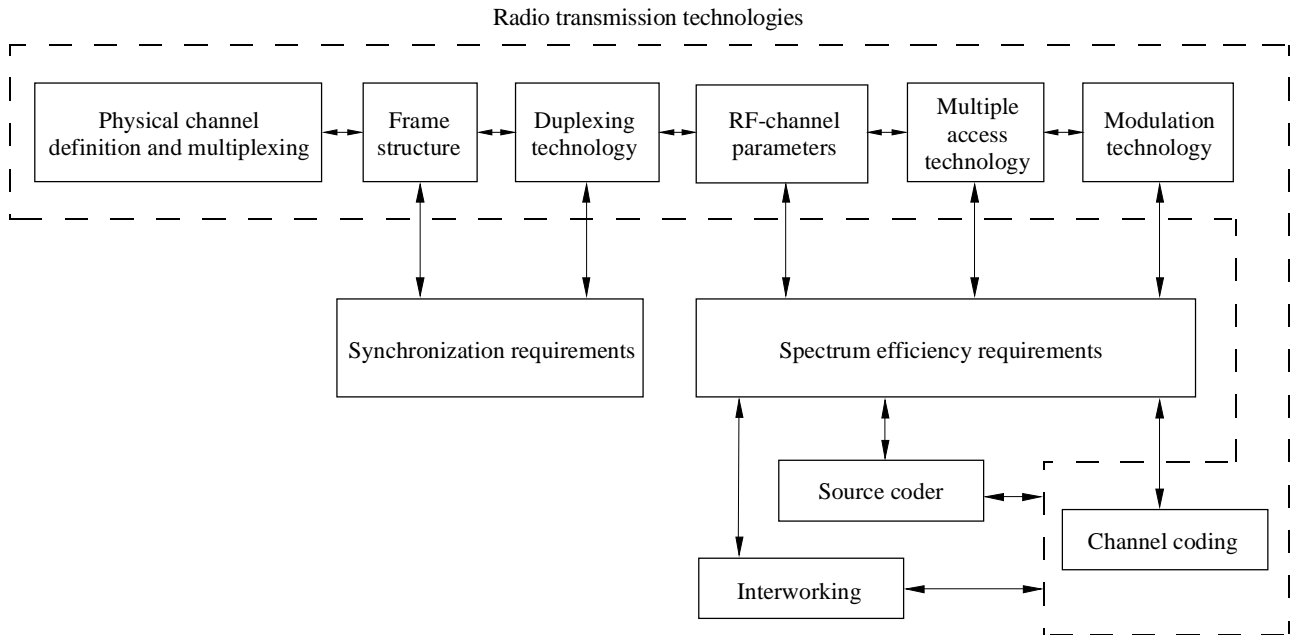 Radio transmission technologies
Physical channel
definition and multiplexing
Frame
structure
Duplexing
technology
RF-channel
parameters
Multiple
access
technology
Modulation
technology
Synchronization requirements
Spectrum efficiency requirements
Source coder
Channel coding
Interworking